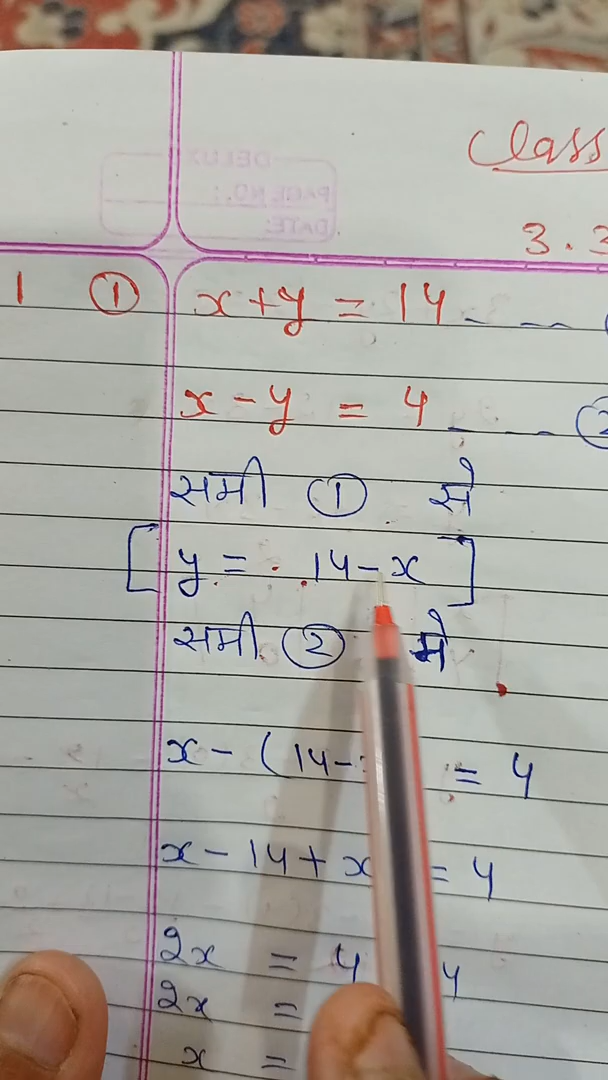 Class
3.3
1 ① x + y = 14 - - -
x - y = 4 - - - ②
समी ① से
[ y = 14 - x ]
समी ② मे
x - (14 - = 4
x - 14 + x = 4
2x = 4
2x =
x =